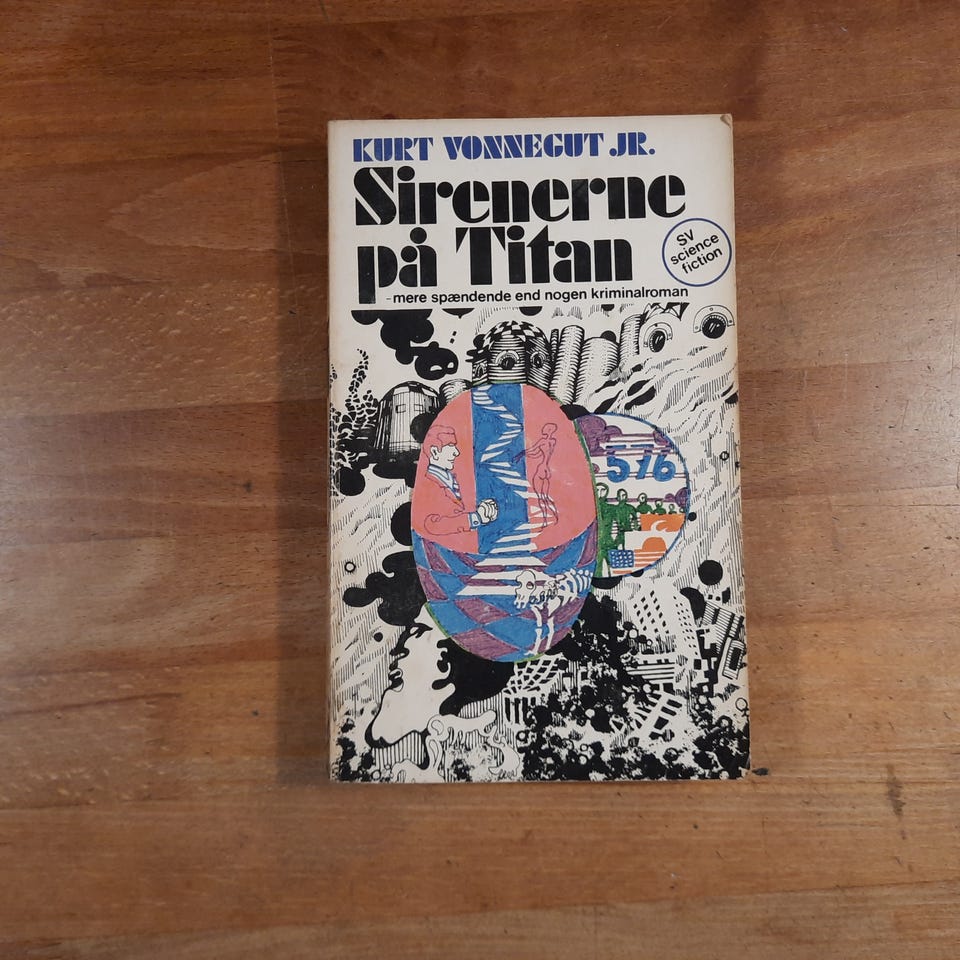 KURT VONNEGUT JR.
Sirenerne
på Titan
SV
science
fiction
-mere spændende end nogen kriminalroman
576